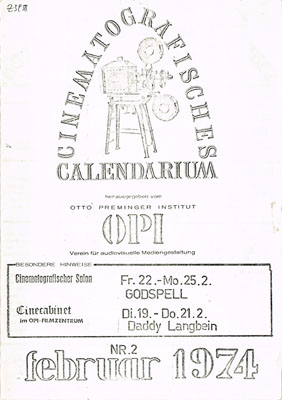 CINEMATOGRAFISCHES
CALENDARIUM
herausgegeben vom
OTTO PREMINGER INSTITUT
OPI
Verein für audiovisuelle Mediengestaltung
BESONDERE HINWEISE
Cinematografischer Salon
Fr. 22.-Mo. 25.2.
GODSPELL
Cinecabinet
im OPI-FILMZENTRUM
Di. 19.- Do. 21.2.
Daddy Langbein
NR.2
februar 1974